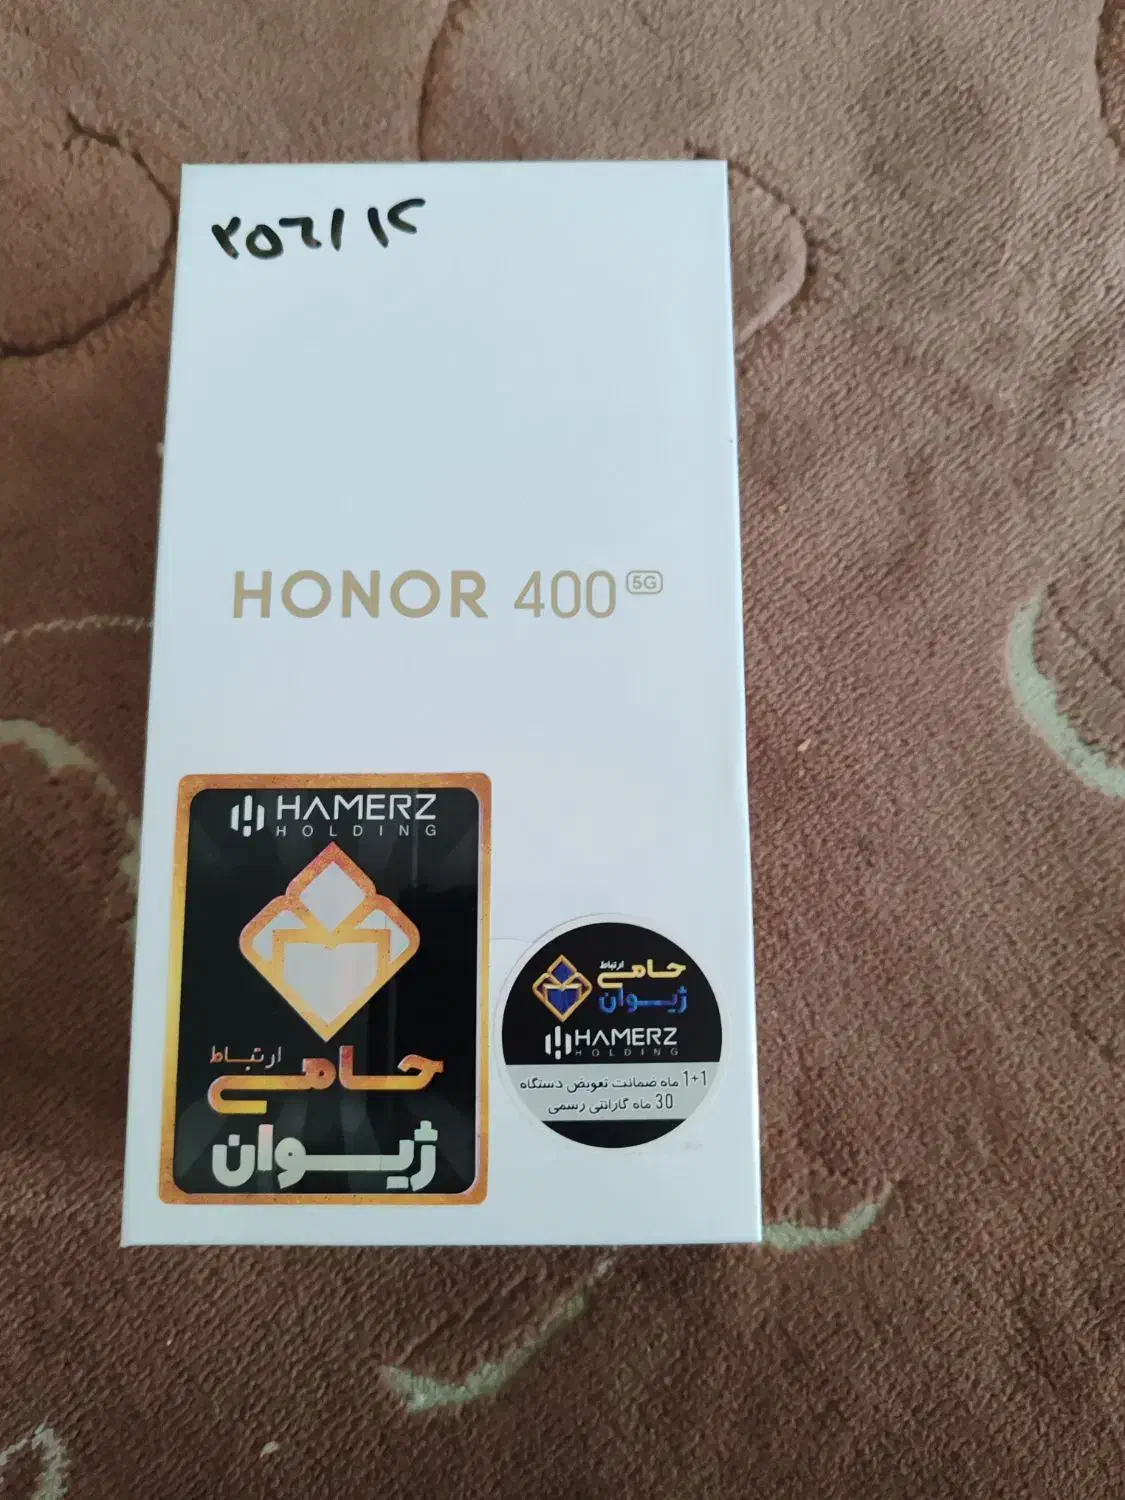 ۲۵۶/۱۲
HONOR 400 5G
HAMERZ
HOLDING
ارتباط
حامی
ژیوان
ارتباط
حامی
ژیوان
HAMERZ
HOLDING
1+1 ماه ضمانت تعویض دستگاه
30 ماه گارانتی رسمی